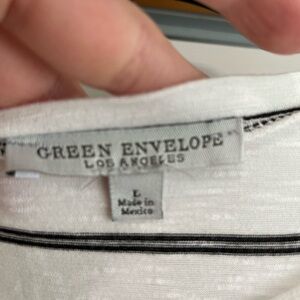 GREEN ENVELOPE
LOS ANGELES
L
Made in
Mexico